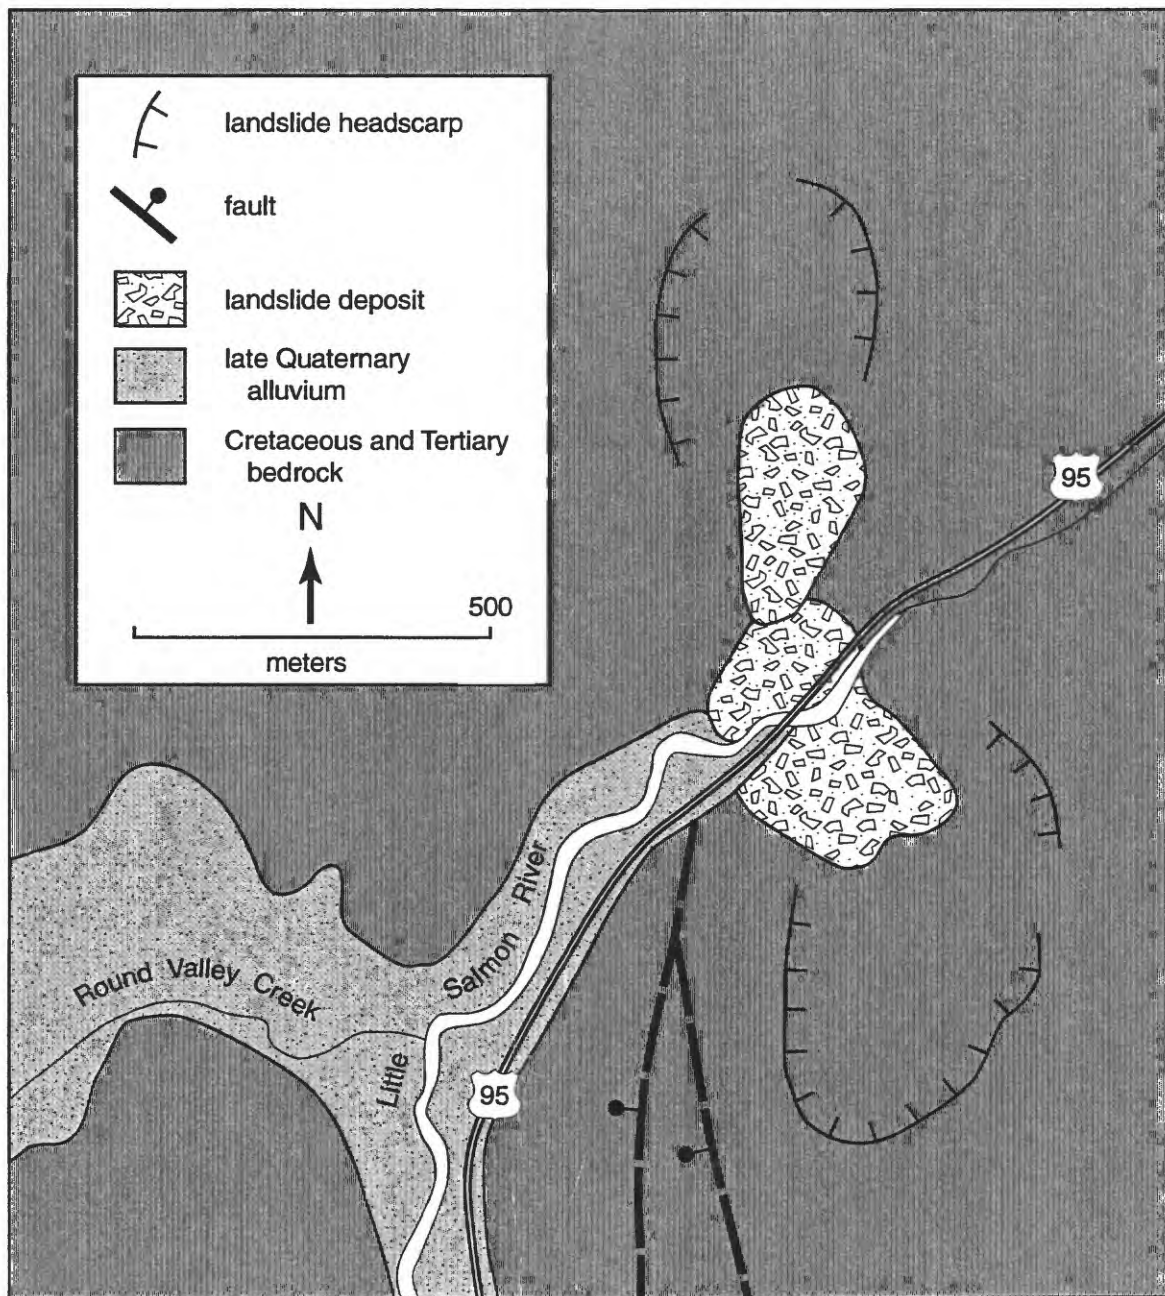 landslide headscarp
fault
landslide deposit
late Quaternary
alluvium
Cretaceous and Tertiary
bedrock
N
500
meters
95
Round Valley Creek
Little Salmon River
95